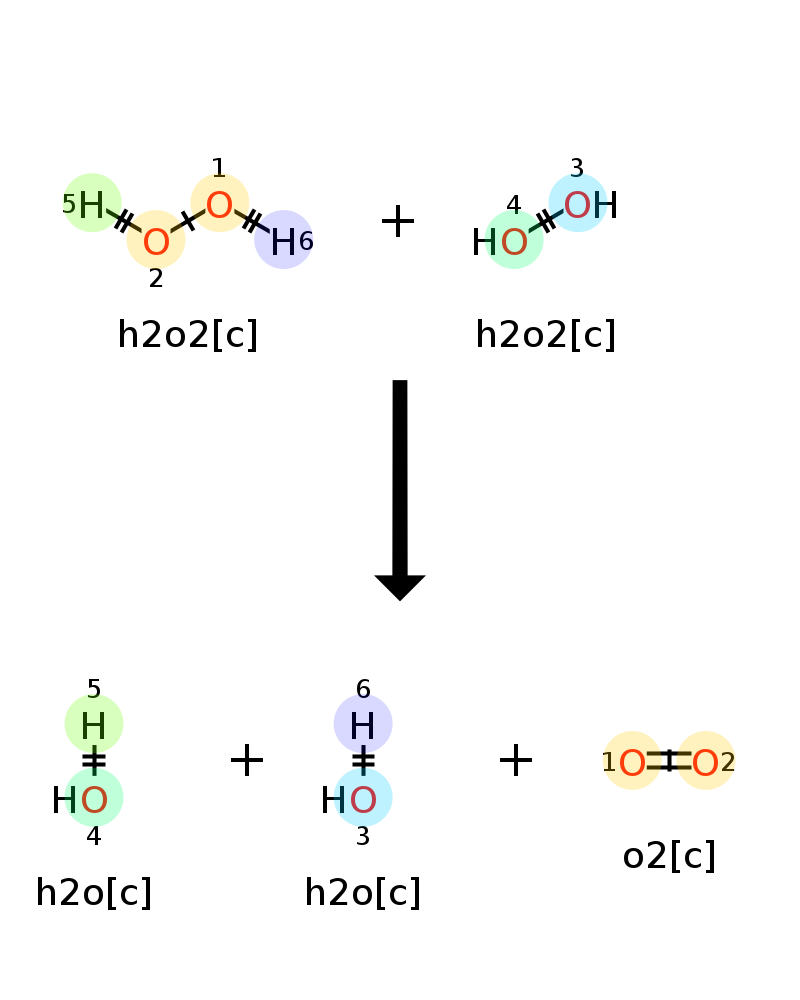 1 3
5H O 4 OH
O H6 + HO
2
h2o2[c] h2o2[c]
5 6
H H
+ + 1O O2
HO HO
4 3
o2[c]
h2o[c] h2o[c]